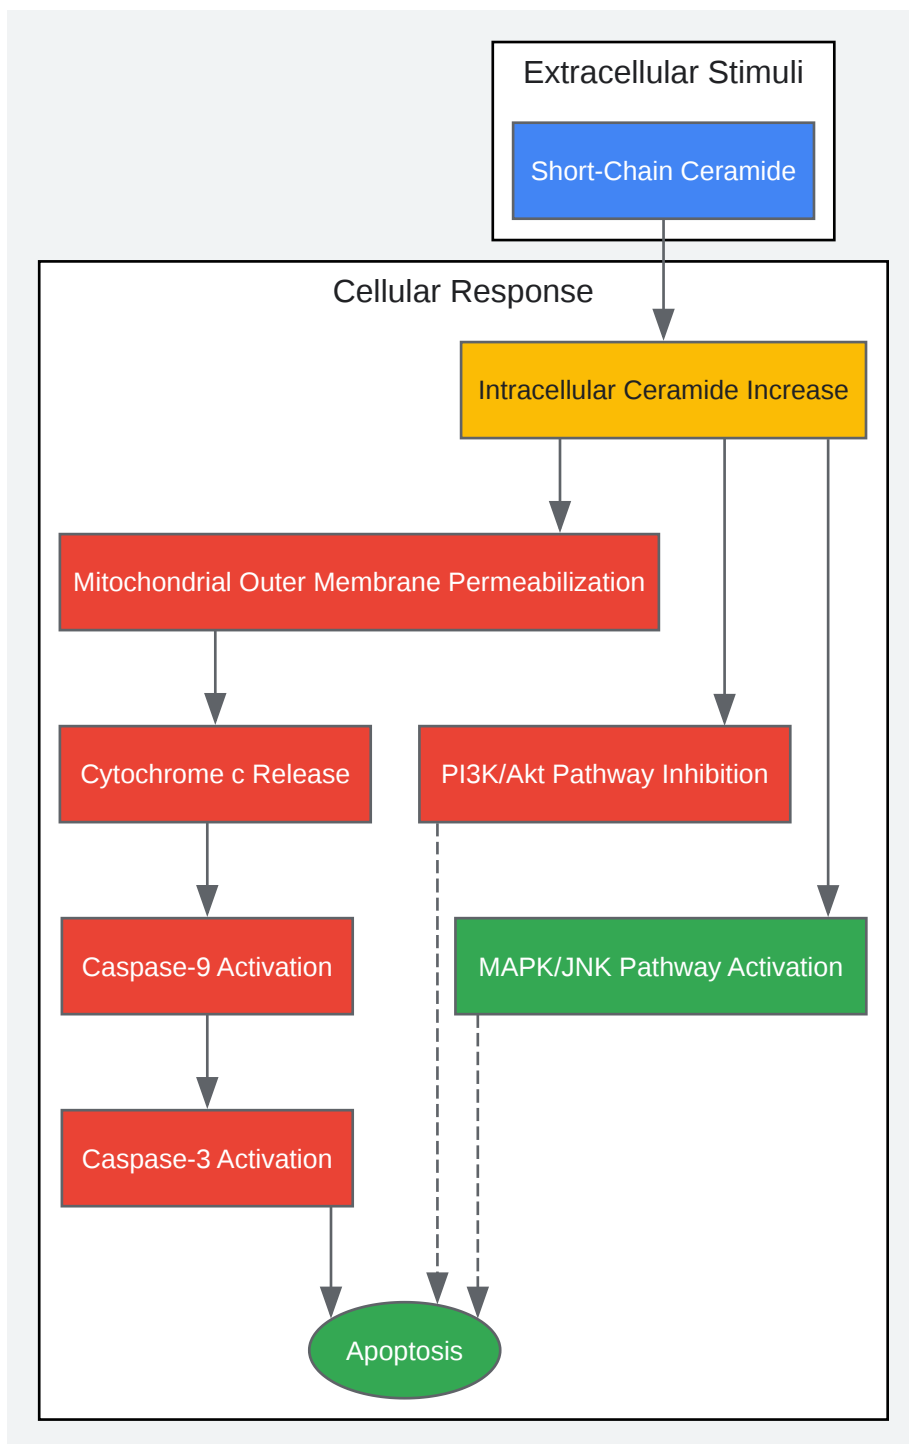 Extracellular Stimuli
Short-Chain Ceramide
Cellular Response
Intracellular Ceramide Increase
Mitochondrial Outer Membrane Permeabilization
Cytochrome c Release
PI3K/Akt Pathway Inhibition
Caspase-9 Activation
MAPK/JNK Pathway Activation
Caspase-3 Activation
Apoptosis